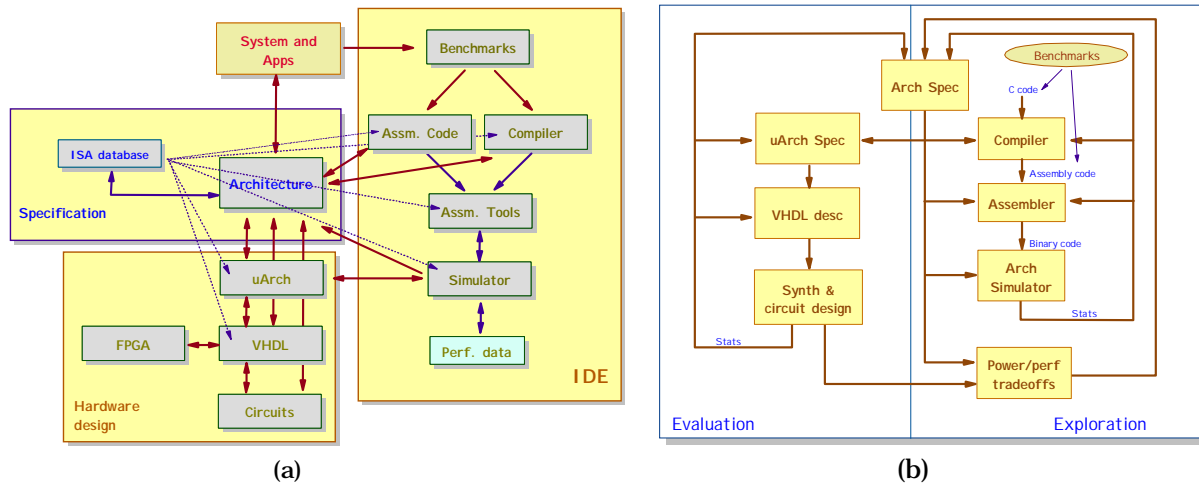 System and
Apps
Benchmarks
Assm. Code
Compiler
ISA database
Architecture
Specification
Assm. Tools
uArch
Simulator
FPGA
VHDL
Perf. data
IDE
Hardware
design
Circuits
(a)
Benchmarks
Arch Spec
C code
uArch Spec
Compiler
Assembly code
VHDL desc
Assembler
Binary code
Synth &
circuit design
Arch
Simulator
Stats
Stats
Power/perf
tradeoffs
Evaluation
Exploration
(b)